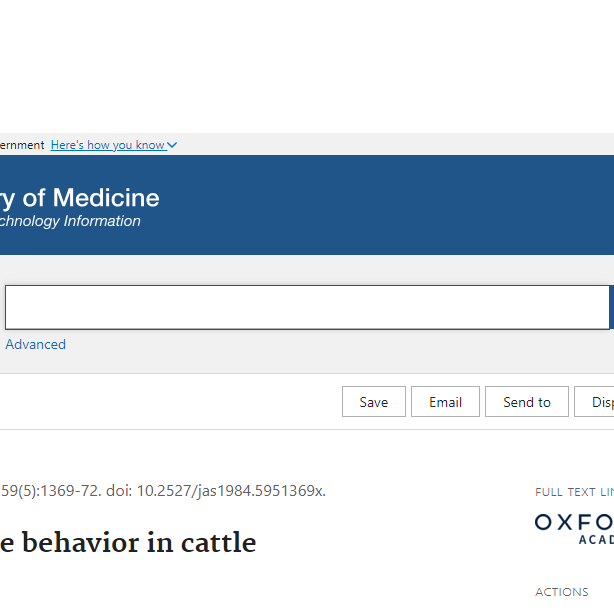 ernment Here's how you know
ry of Medicine
chnology Information
Advanced
Save Email Send to Disp
59(5):1369-72. doi: 10.2527/jas1984.5951369x.
FULL TEXT LIN
e behavior in cattle
OXFO
ACAD
ACTIONS